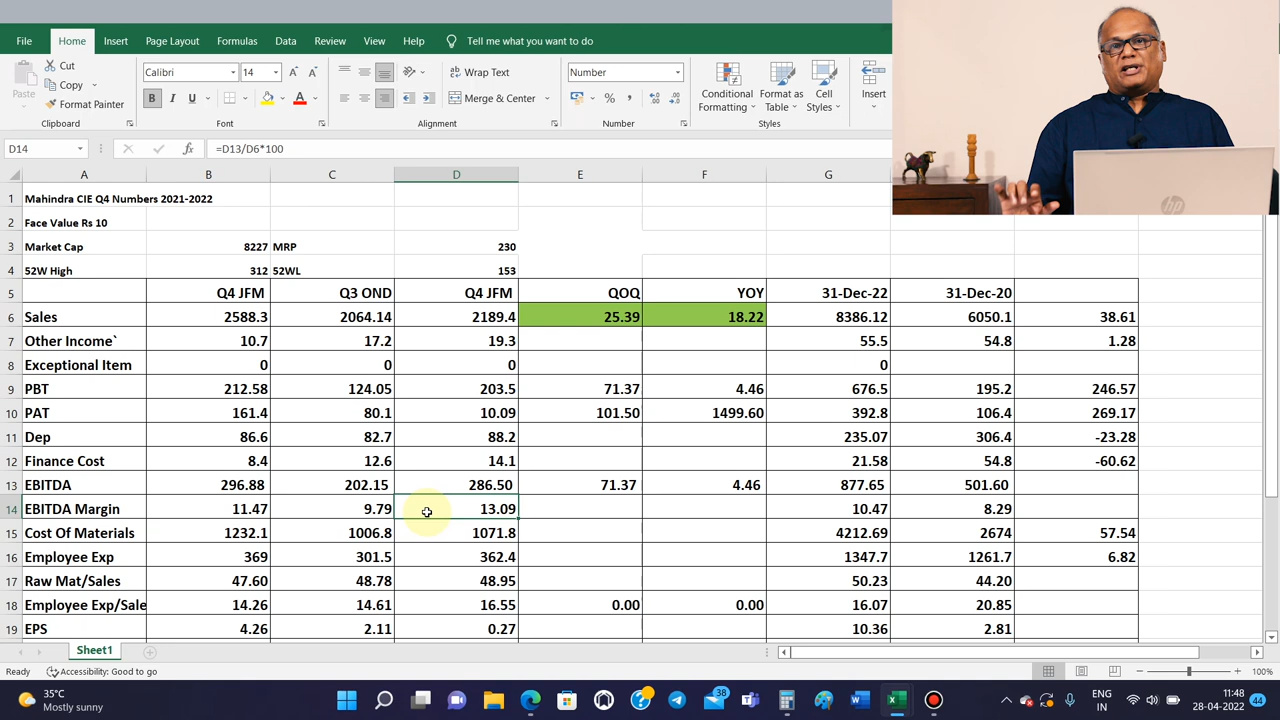 File Home Insert Page Layout Formulas Data Review View Help Tell me what you want to do
Cut Calibri 14 A A Wrap Text Number
Copy Conditional Format as Cell Insert
Paste Format Painter B I U A Merge & Center % , Formatting Table Styles
Clipboard Font Alignment Number Styles
D14 fx =D13/D6*100
A B C D E F G H
1 Mahindra CIE Q4 Numbers 2021-2022
2 Face Value Rs 10
3 Market Cap 8227 MRP 230
4 52W High 312 52WL 153
5 Q4 JFM Q3 OND Q4 JFM QOQ YOY 31-Dec-22 31-Dec-20
6 Sales 2588.3 2064.14 2189.4 25.39 18.22 8386.12 6050.1 38.61
7 Other Income` 10.7 17.2 19.3 55.5 54.8 1.28
8 Exceptional Item 0 0 0 0
9 PBT 212.58 124.05 203.5 71.37 4.46 676.5 195.2 246.57
10 PAT 161.4 80.1 10.09 101.50 1499.60 392.8 106.4 269.17
11 Dep 86.6 82.7 88.2 235.07 306.4 -23.28
12 Finance Cost 8.4 12.6 14.1 21.58 54.8 -60.62
13 EBITDA 296.88 202.15 286.50 71.37 4.46 877.65 501.60
14 EBITDA Margin 11.47 9.79 13.09 10.47 8.29
15 Cost Of Materials 1232.1 1006.8 1071.8 4212.69 2674 57.54
16 Employee Exp 369 301.5 362.4 1347.7 1261.7 6.82
17 Raw Mat/Sales 47.60 48.78 48.95 50.23 44.20
18 Employee Exp/Sale 14.26 14.61 16.55 0.00 0.00 16.07 20.85
19 EPS 4.26 2.11 0.27 10.36 2.81
Sheet1
Ready Accessibility: Good to go 100%
35°C
Mostly sunny
38
ENG
IN
11:48
28-04-2022
44
hp